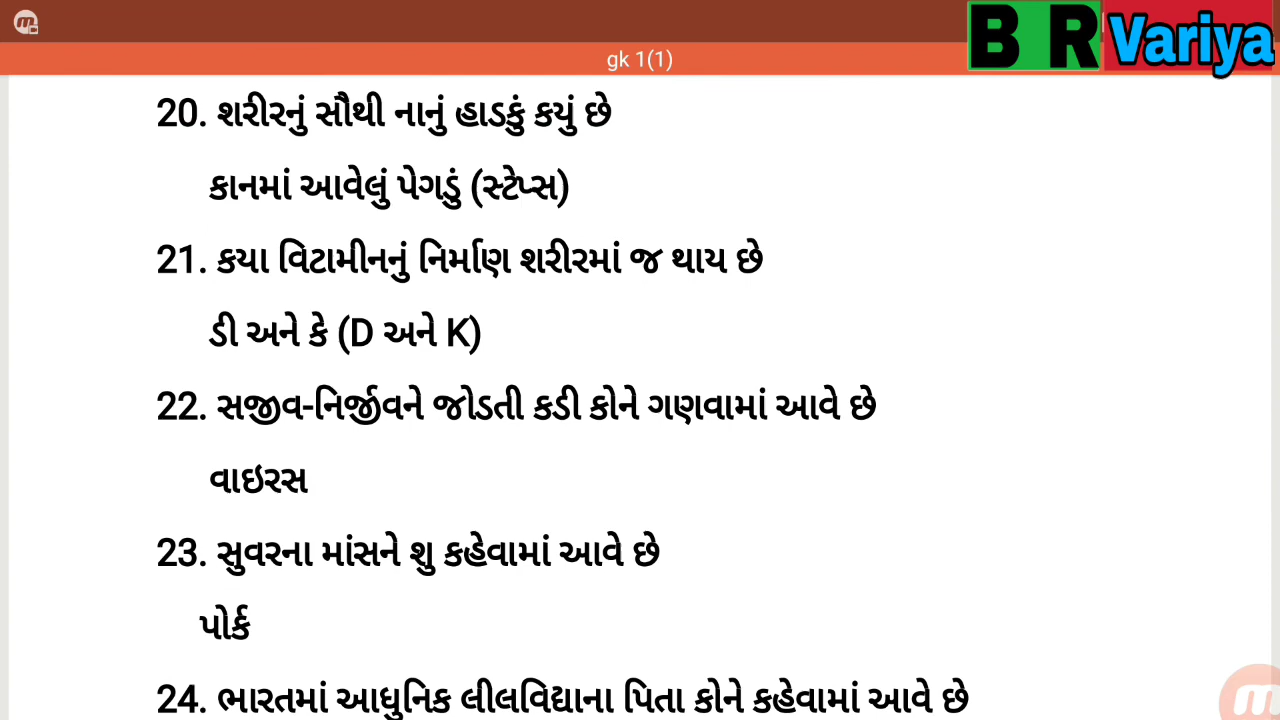 B R Variya
gk 1(1)
20. શરીરનું સૌથી નાનું હાડકું કયું છે
કાનમાં આવેલું પેગડું (સ્ટેપ્સ)
21. કયા વિટામીનનું નિર્માણ શરીરમાં જ થાય છે
ડી અને કે (D અને K)
22. સજીવ-નિર્જીવને જોડતી કડી કોને ગણવામાં આવે છે
વાઇરસ
23. સુવરના માંસને શુ કહેવામાં આવે છે
પોર્ક
24. ભારતમાં આધુનિક લીલવિદ્યાના પિતા કોને કહેવામાં આવે છે